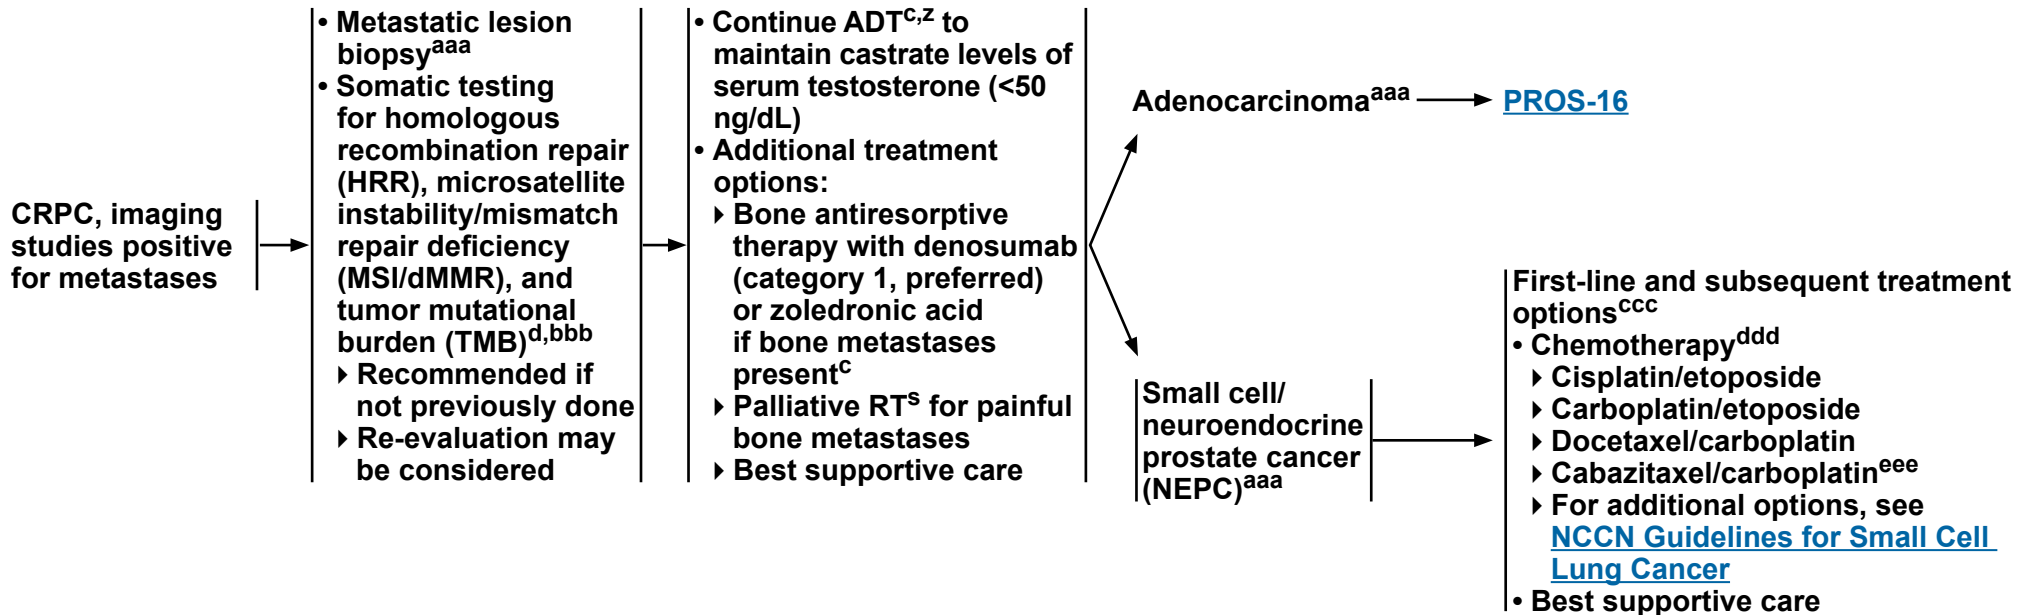 CRPC, imaging
studies positive
for metastases
• Metastatic lesion
biopsyaaa
• Somatic testing
for homologous
recombination repair
(HRR), microsatellite
instability/mismatch
repair deficiency
(MSI/dMMR), and
tumor mutational
burden (TMB)d,bbb
▸ Recommended if
not previously done
▸ Re-evaluation may
be considered
• Continue ADTc,z to
maintain castrate levels of
serum testosterone (<50
ng/dL)
• Additional treatment
options:
▸ Bone antiresorptive
therapy with denosumab
(category 1, preferred)
or zoledronic acid
if bone metastases
presentc
▸ Palliative RTs for painful
bone metastases
▸ Best supportive care
Adenocarcinomaaaa
PROS-16
Small cell/
neuroendocrine
prostate cancer
(NEPC)aaa
First-line and subsequent treatment
optionsccc
• Chemotherapyddd
▸ Cisplatin/etoposide
▸ Carboplatin/etoposide
▸ Docetaxel/carboplatin
▸ Cabazitaxel/carboplatineee
▸ For additional options, see
NCCN Guidelines for Small Cell
Lung Cancer
• Best supportive care